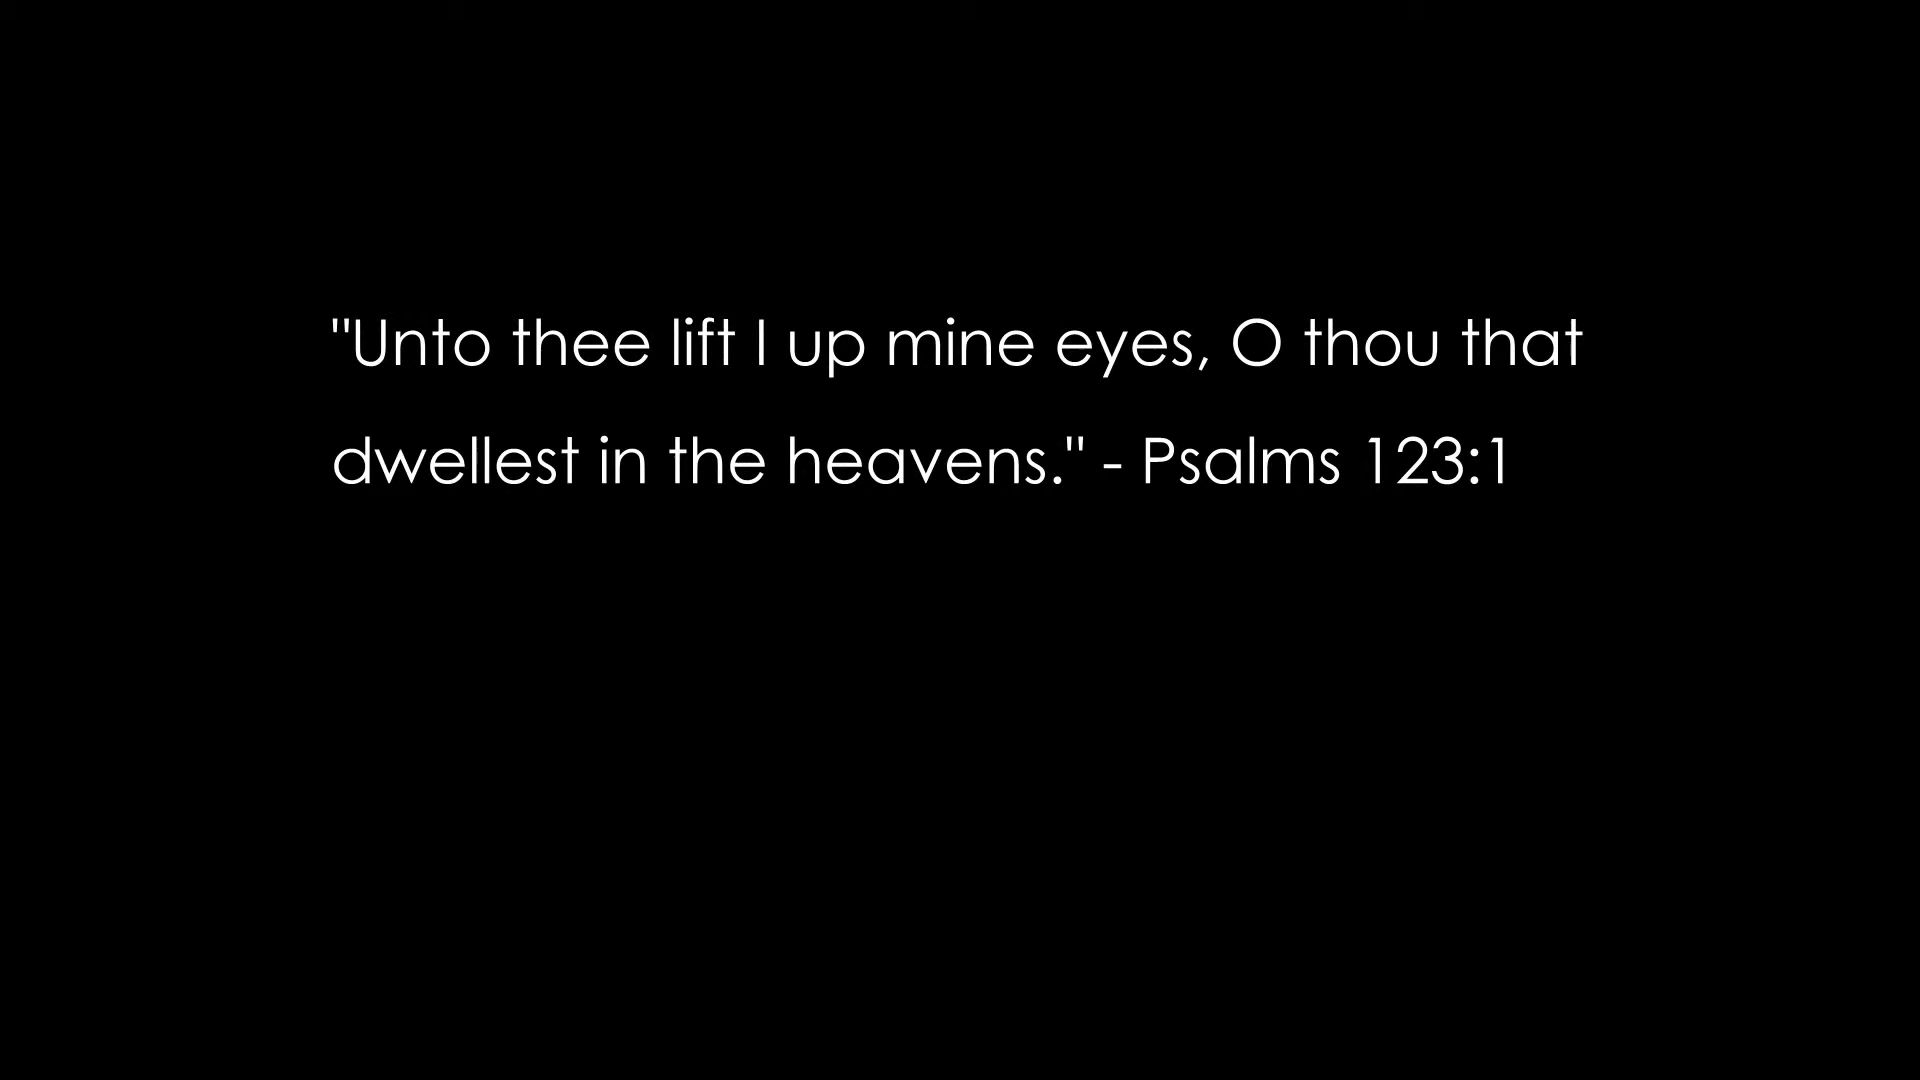 "Unto thee lift I up mine eyes, O thou that
dwellest in the heavens." - Psalms 123:1